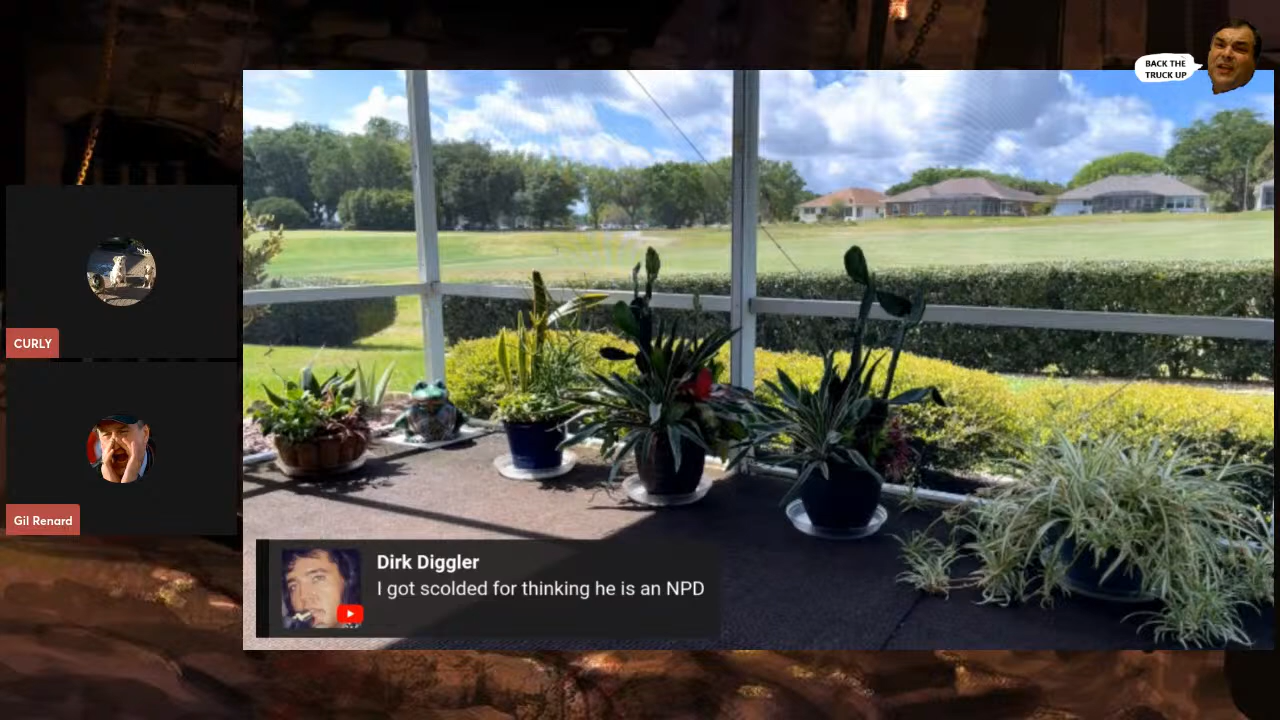 BACK THE
TRUCK UP
CURLY
Gil Renard
Dirk Diggler
I got scolded for thinking he is an NPD